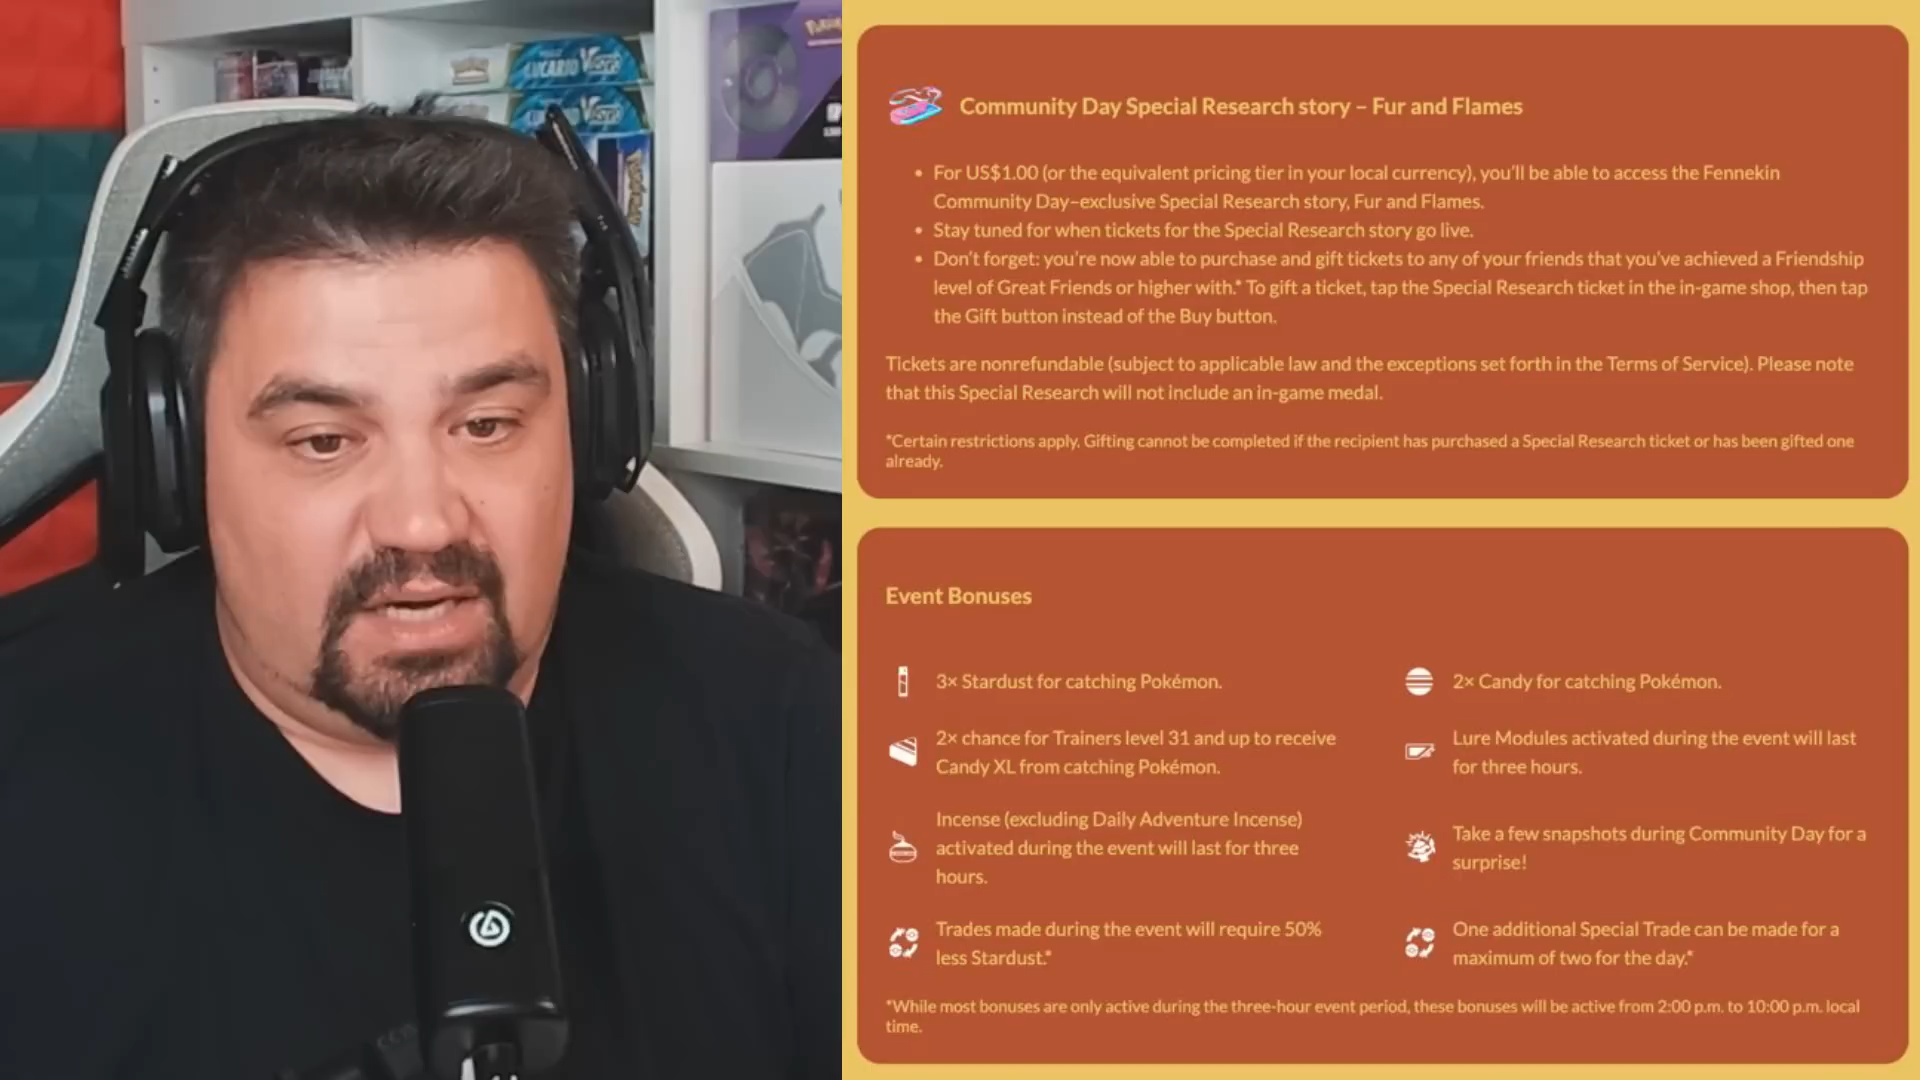 LUCARIO VSTAR
Community Day Special Research story – Fur and Flames
• For US$1.00 (or the equivalent pricing tier in your local currency), you'll be able to access the Fennekin
Community Day–exclusive Special Research story, Fur and Flames.
• Stay tuned for when tickets for the Special Research story go live.
• Don't forget: you're now able to purchase and gift tickets to any of your friends that you've achieved a Friendship
level of Great Friends or higher with.* To gift a ticket, tap the Special Research ticket in the in-game shop, then tap
the Gift button instead of the Buy button.
Tickets are nonrefundable (subject to applicable law and the exceptions set forth in the Terms of Service). Please note
that this Special Research will not include an in-game medal.
*Certain restrictions apply. Gifting cannot be completed if the recipient has purchased a Special Research ticket or has been gifted one
already.
Event Bonuses
3× Stardust for catching Pokémon.
2× Candy for catching Pokémon.
2× chance for Trainers level 31 and up to receive
Candy XL from catching Pokémon.
Lure Modules activated during the event will last
for three hours.
Incense (excluding Daily Adventure Incense)
activated during the event will last for three
hours.
Take a few snapshots during Community Day for a
surprise!
Trades made during the event will require 50%
less Stardust.*
One additional Special Trade can be made for a
maximum of two for the day.*
*While most bonuses are only active during the three-hour event period, these bonuses will be active from 2:00 p.m. to 10:00 p.m. local
time.